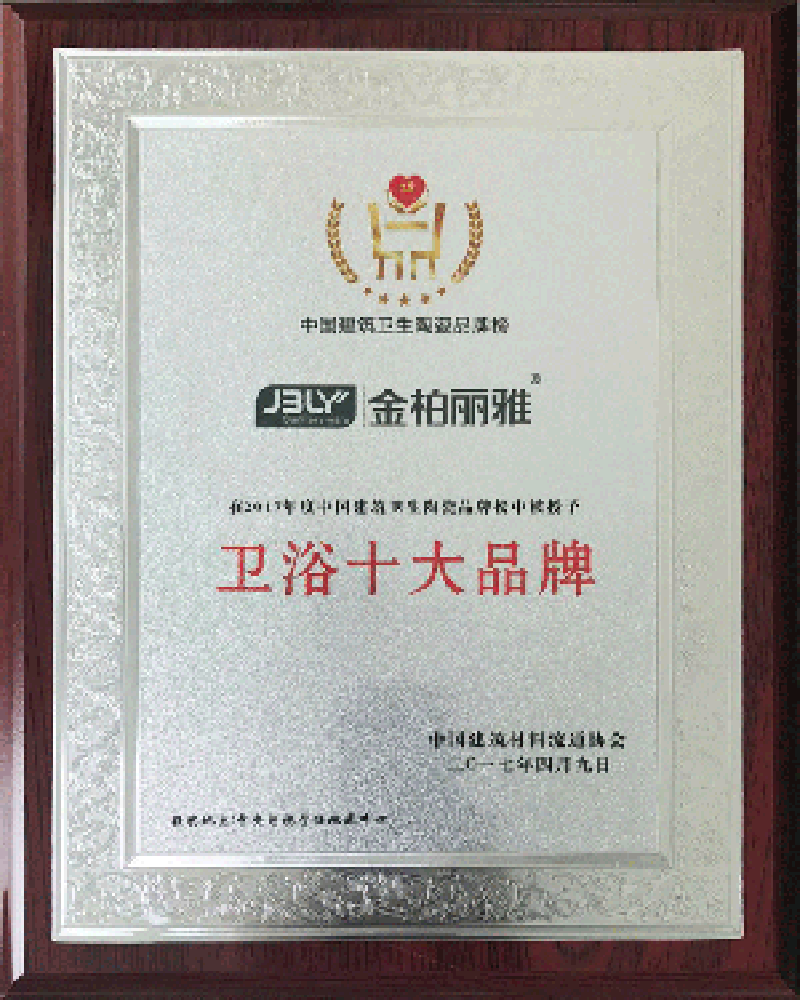 中国建筑卫生陶瓷品牌榜
JBLY 金柏丽雅®
在2017年度中国建筑卫生陶瓷品牌榜中被授予
卫浴十大品牌
中国建筑材料流通协会
二〇一七年四月九日